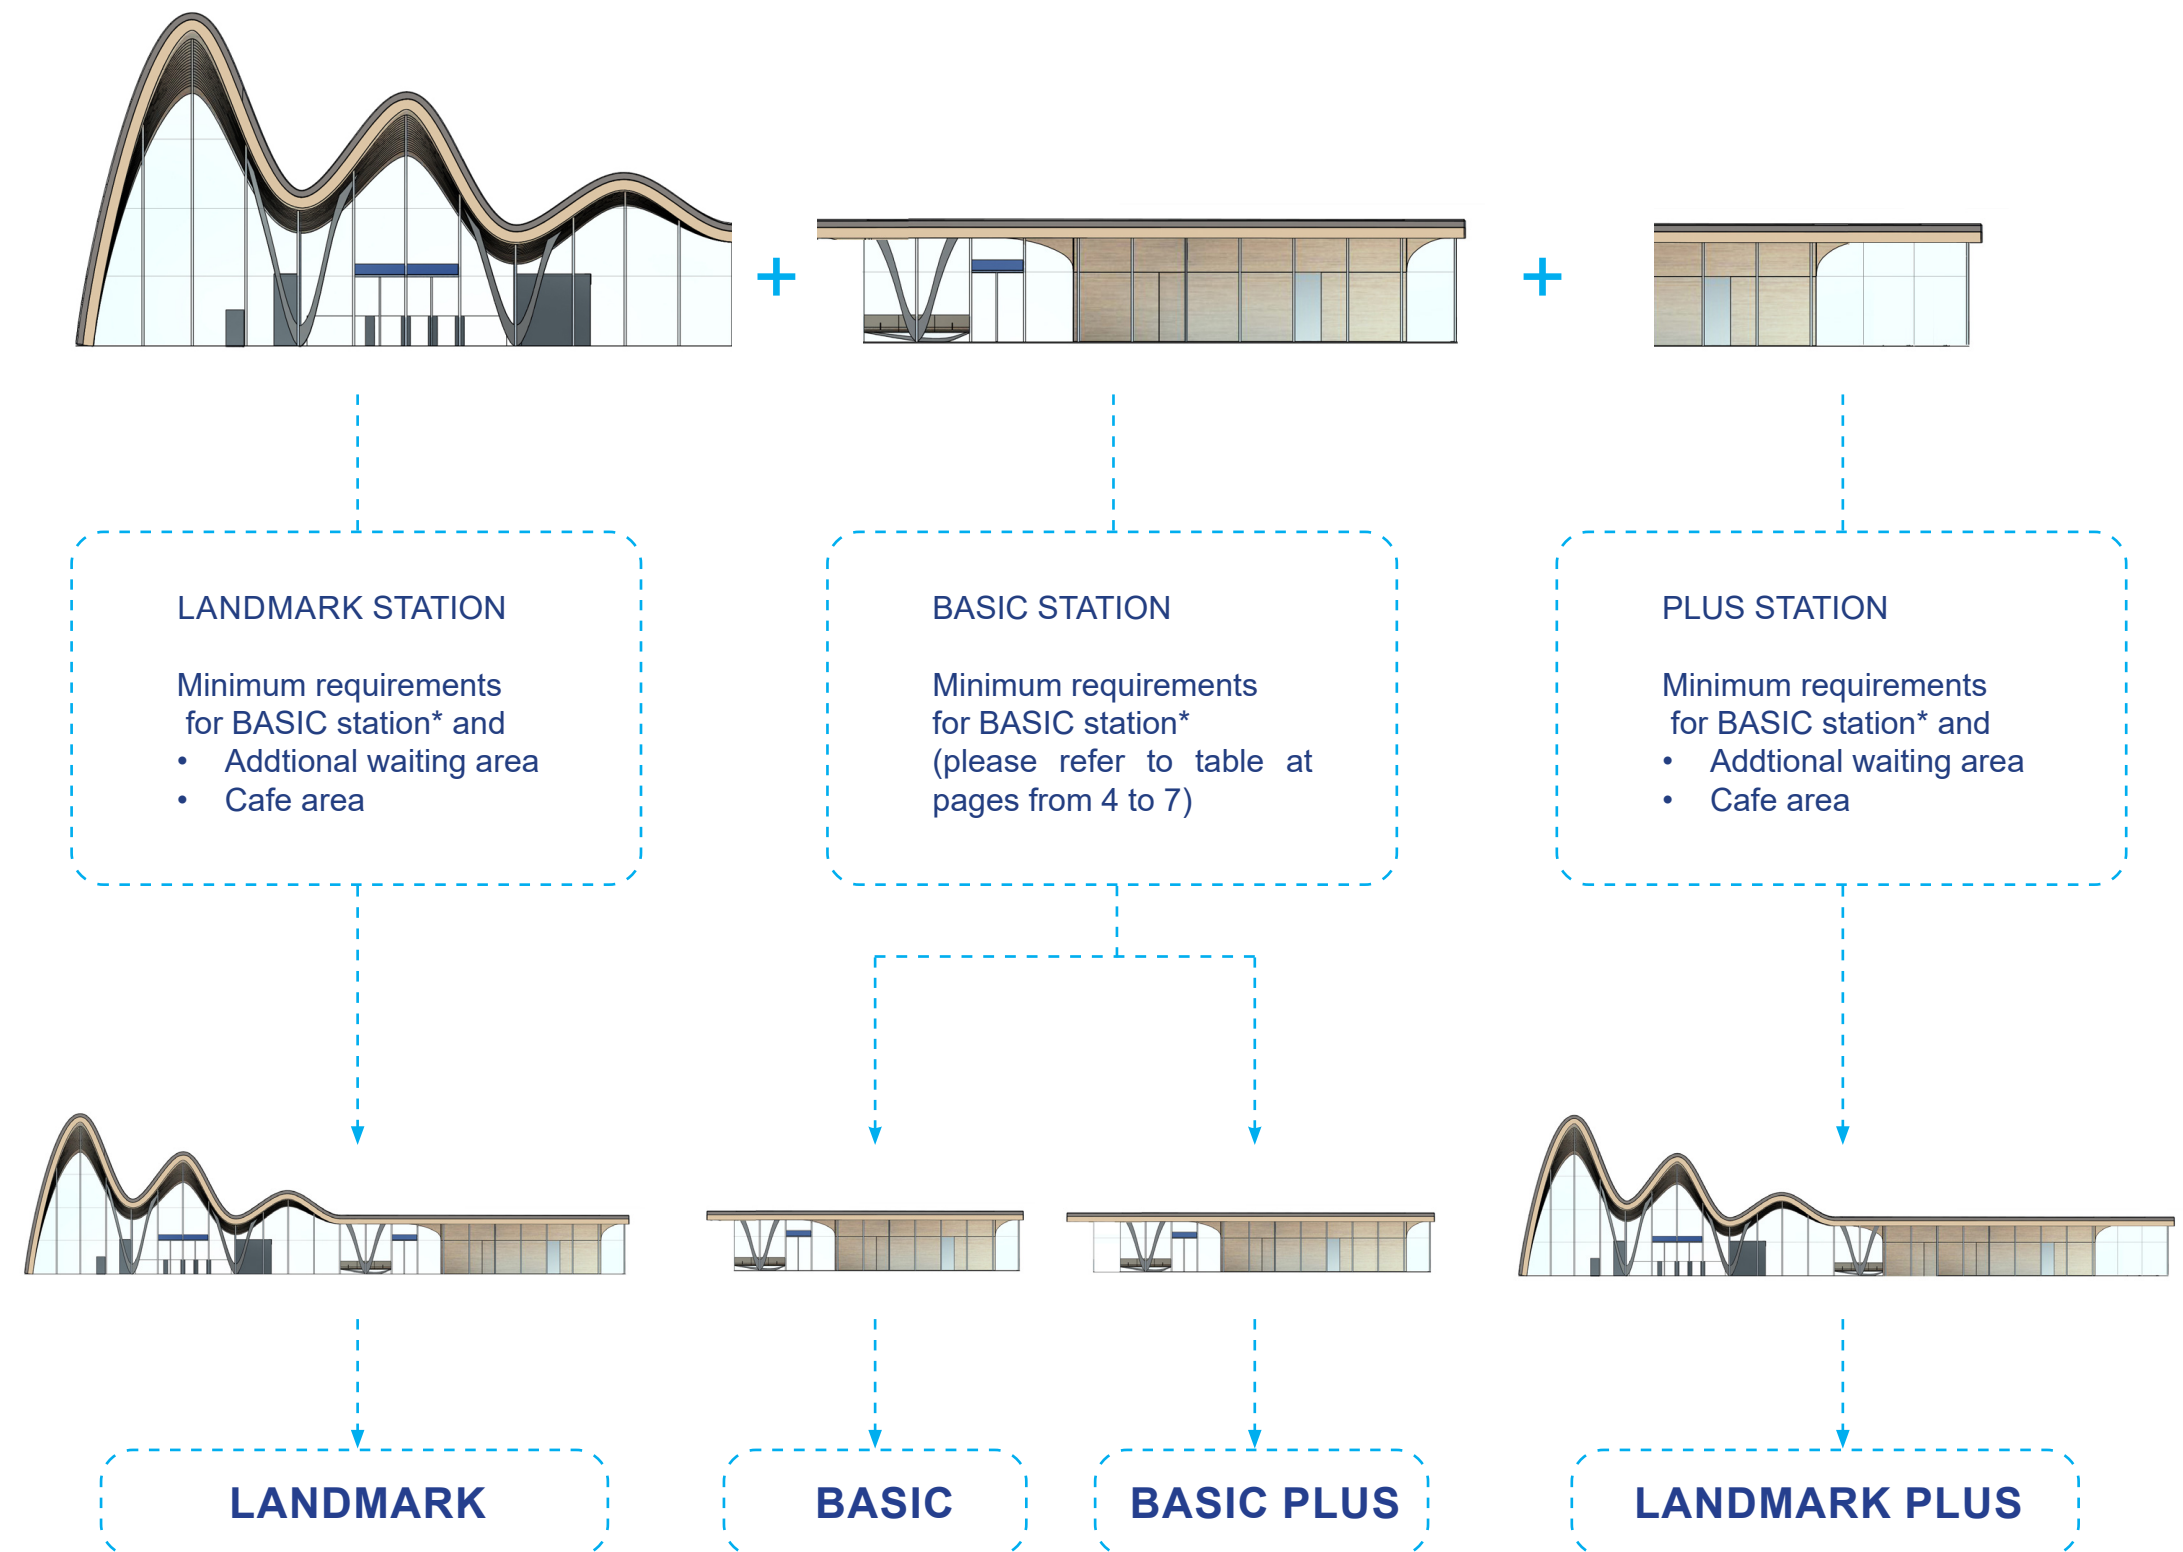 +
+
LANDMARK STATION
Minimum requirements
for BASIC station* and
• Addtional waiting area
• Cafe area
BASIC STATION
Minimum requirements
for BASIC station*
(please refer to table at
pages from 4 to 7)
PLUS STATION
Minimum requirements
for BASIC station* and
• Addtional waiting area
• Cafe area
LANDMARK
BASIC
BASIC PLUS
LANDMARK PLUS